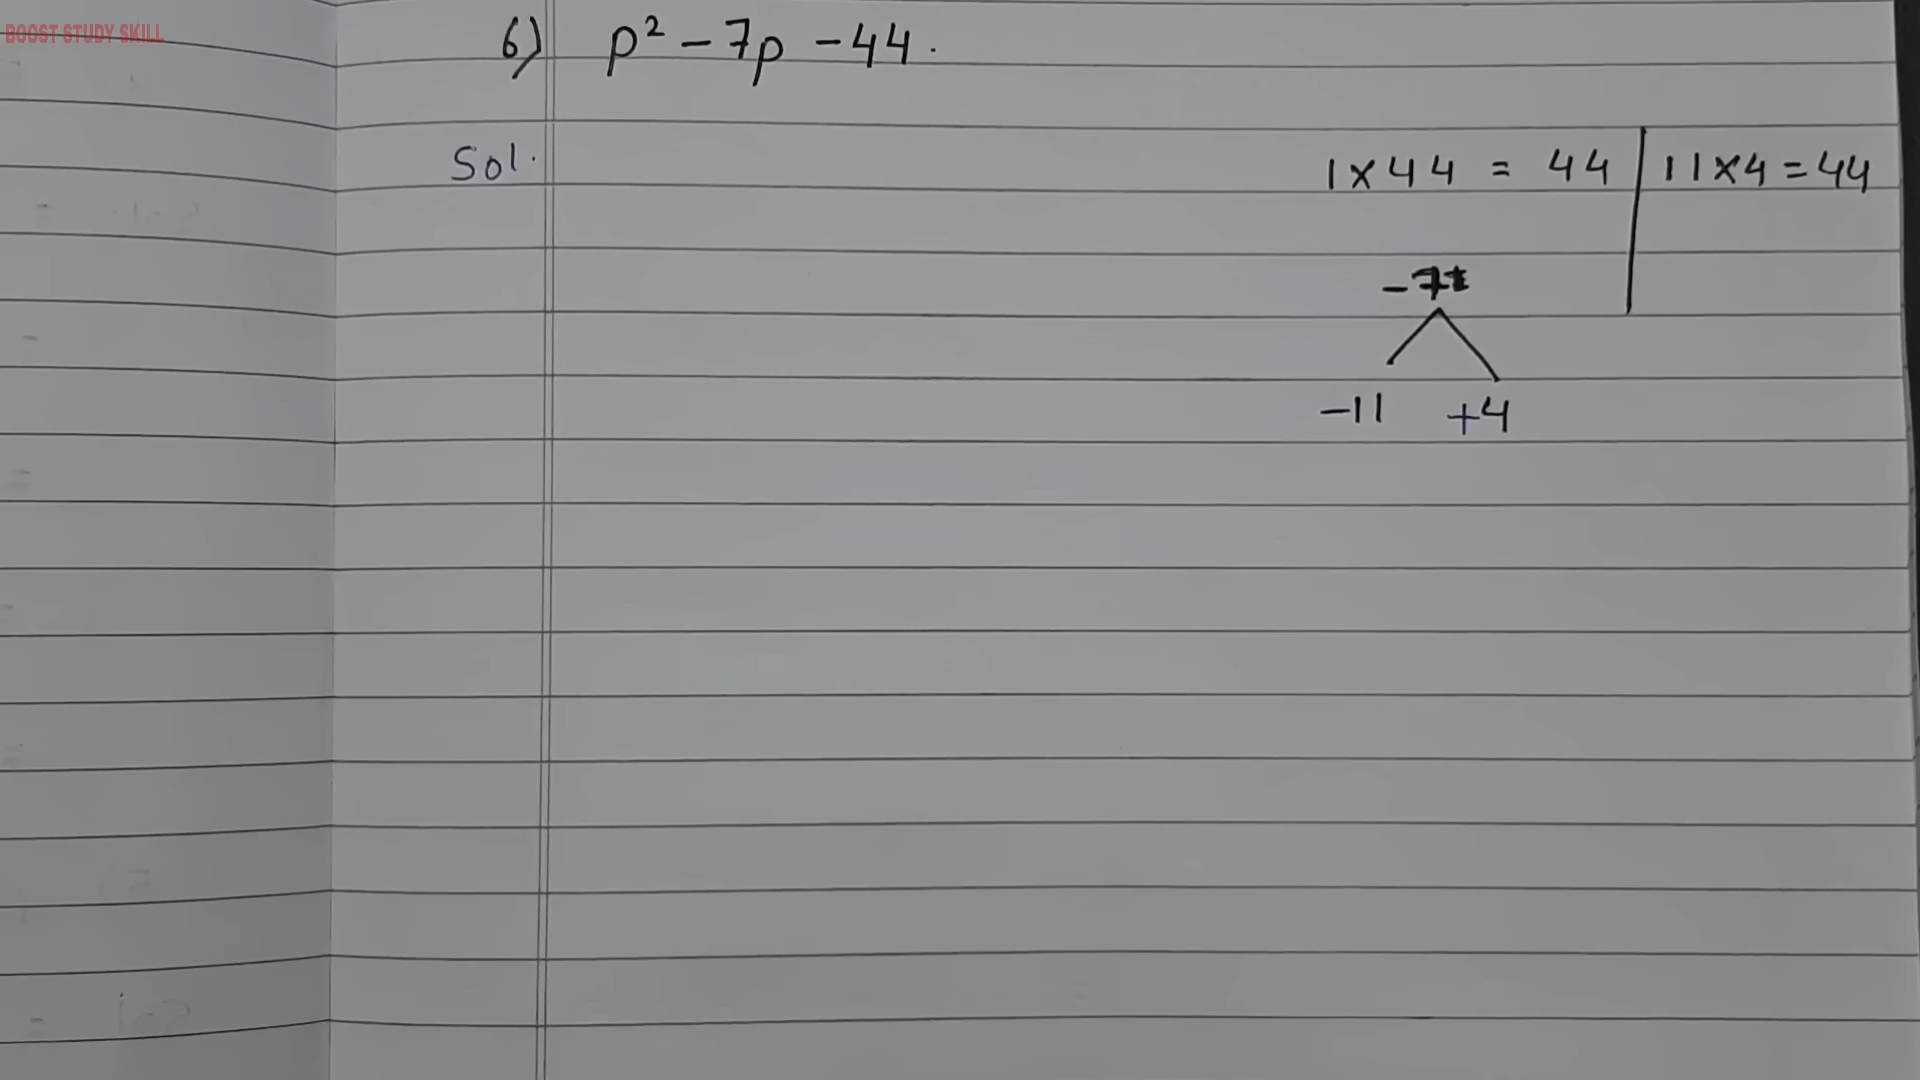 BOOST STUDY SKILL
6) p² - 7p - 44.
Sol. 1 x 44 = 44 | 11 x 4 = 44
-7
-11 +4